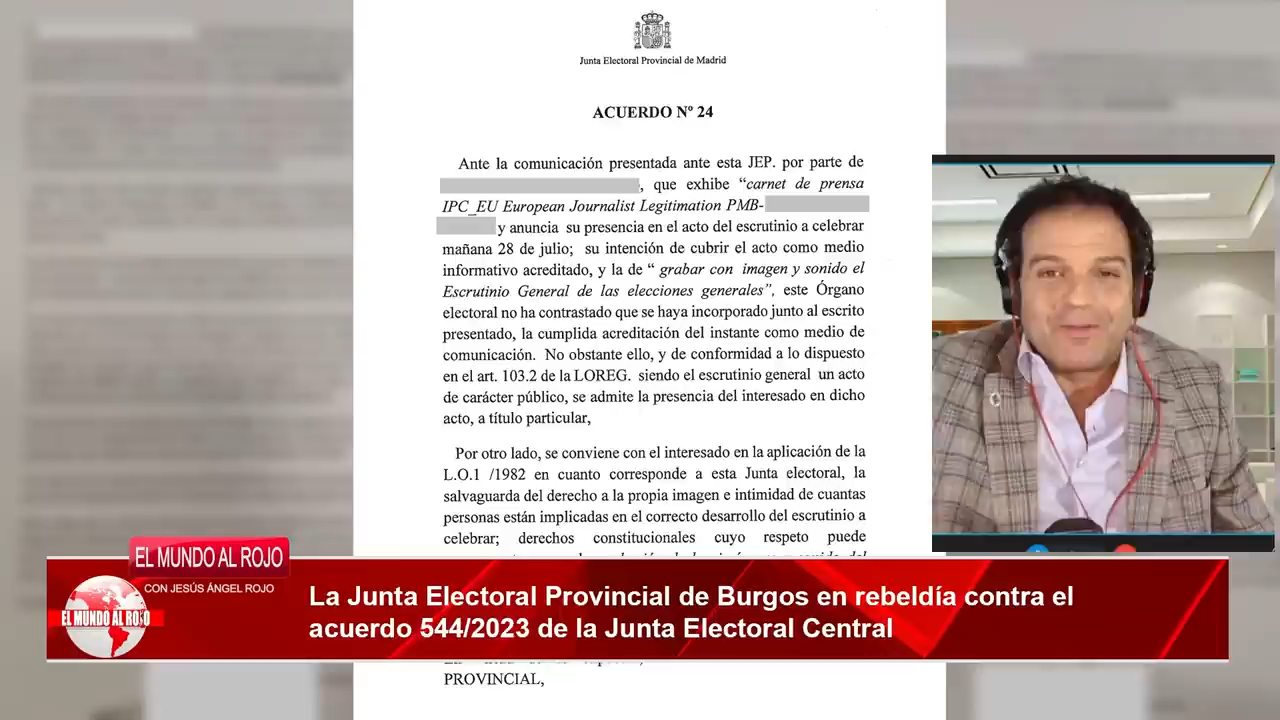 Junta Electoral Provincial de Madrid
ACUERDO Nº 24
Ante la comunicación presentada ante esta JEP. por parte de
, que exhibe “carnet de prensa
IPC_EU European Journalist Legitimation PMB-
y anuncia su presencia en el acto del escrutinio a celebrar
mañana 28 de julio; su intención de cubrir el acto como medio
informativo acreditado, y la de “ grabar con imagen y sonido el
Escrutinio General de las elecciones generales”, este Órgano
electoral no ha contrastado que se haya incorporado junto al escrito
presentado, la cumplida acreditación del instante como medio de
comunicación. No obstante ello, y de conformidad a lo dispuesto
en el art. 103.2 de la LOREG. siendo el escrutinio general un acto
de carácter público, se admite la presencia del interesado en dicho
acto, a título particular,
Por otro lado, se conviene con el interesado en la aplicación de la
L.O.1 /1982 en cuanto corresponde a esta Junta electoral, la
salvaguarda del derecho a la propia imagen e intimidad de cuantas
personas están implicadas en el correcto desarrollo del escrutinio a
celebrar; derechos constitucionales cuyo respeto puede
EL MUNDO AL ROJO
CON JESÚS ÁNGEL ROJO
EL MUNDO AL ROJO
La Junta Electoral Provincial de Burgos en rebeldía contra el
acuerdo 544/2023 de la Junta Electoral Central
PROVINCIAL,